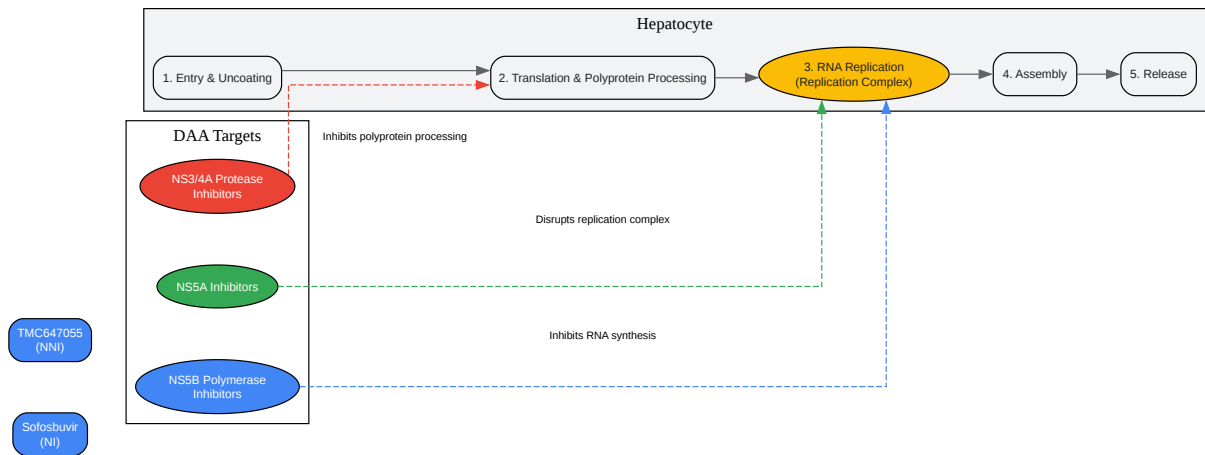 Hepatocyte
1. Entry & Uncoating
2. Translation & Polyprotein Processing
3. RNA Replication
(Replication Complex)
4. Assembly
5. Release
DAA Targets
Inhibits polyprotein processing
NS3/4A Protease
Inhibitors
Disrupts replication complex
NS5A Inhibitors
TMC647055
(NNI)
Inhibits RNA synthesis
NS5B Polymerase
Inhibitors
Sofosbuvir
(NI)